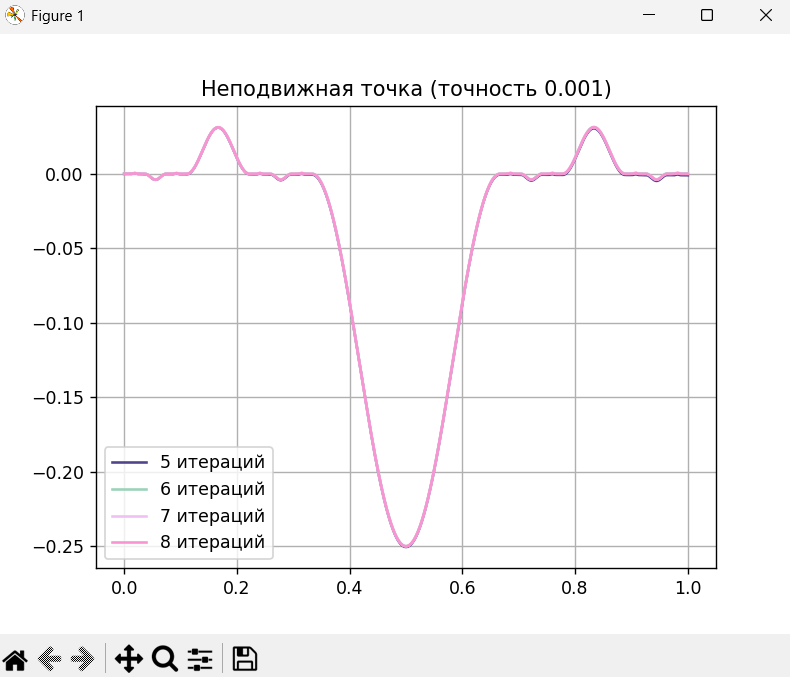 Figure 1
Неподвижная точка (точность 0.001)
0.00
−0.05
−0.10
−0.15
−0.20
−0.25
5 итераций
6 итераций
7 итераций
8 итераций
0.0 0.2 0.4 0.6 0.8 1.0